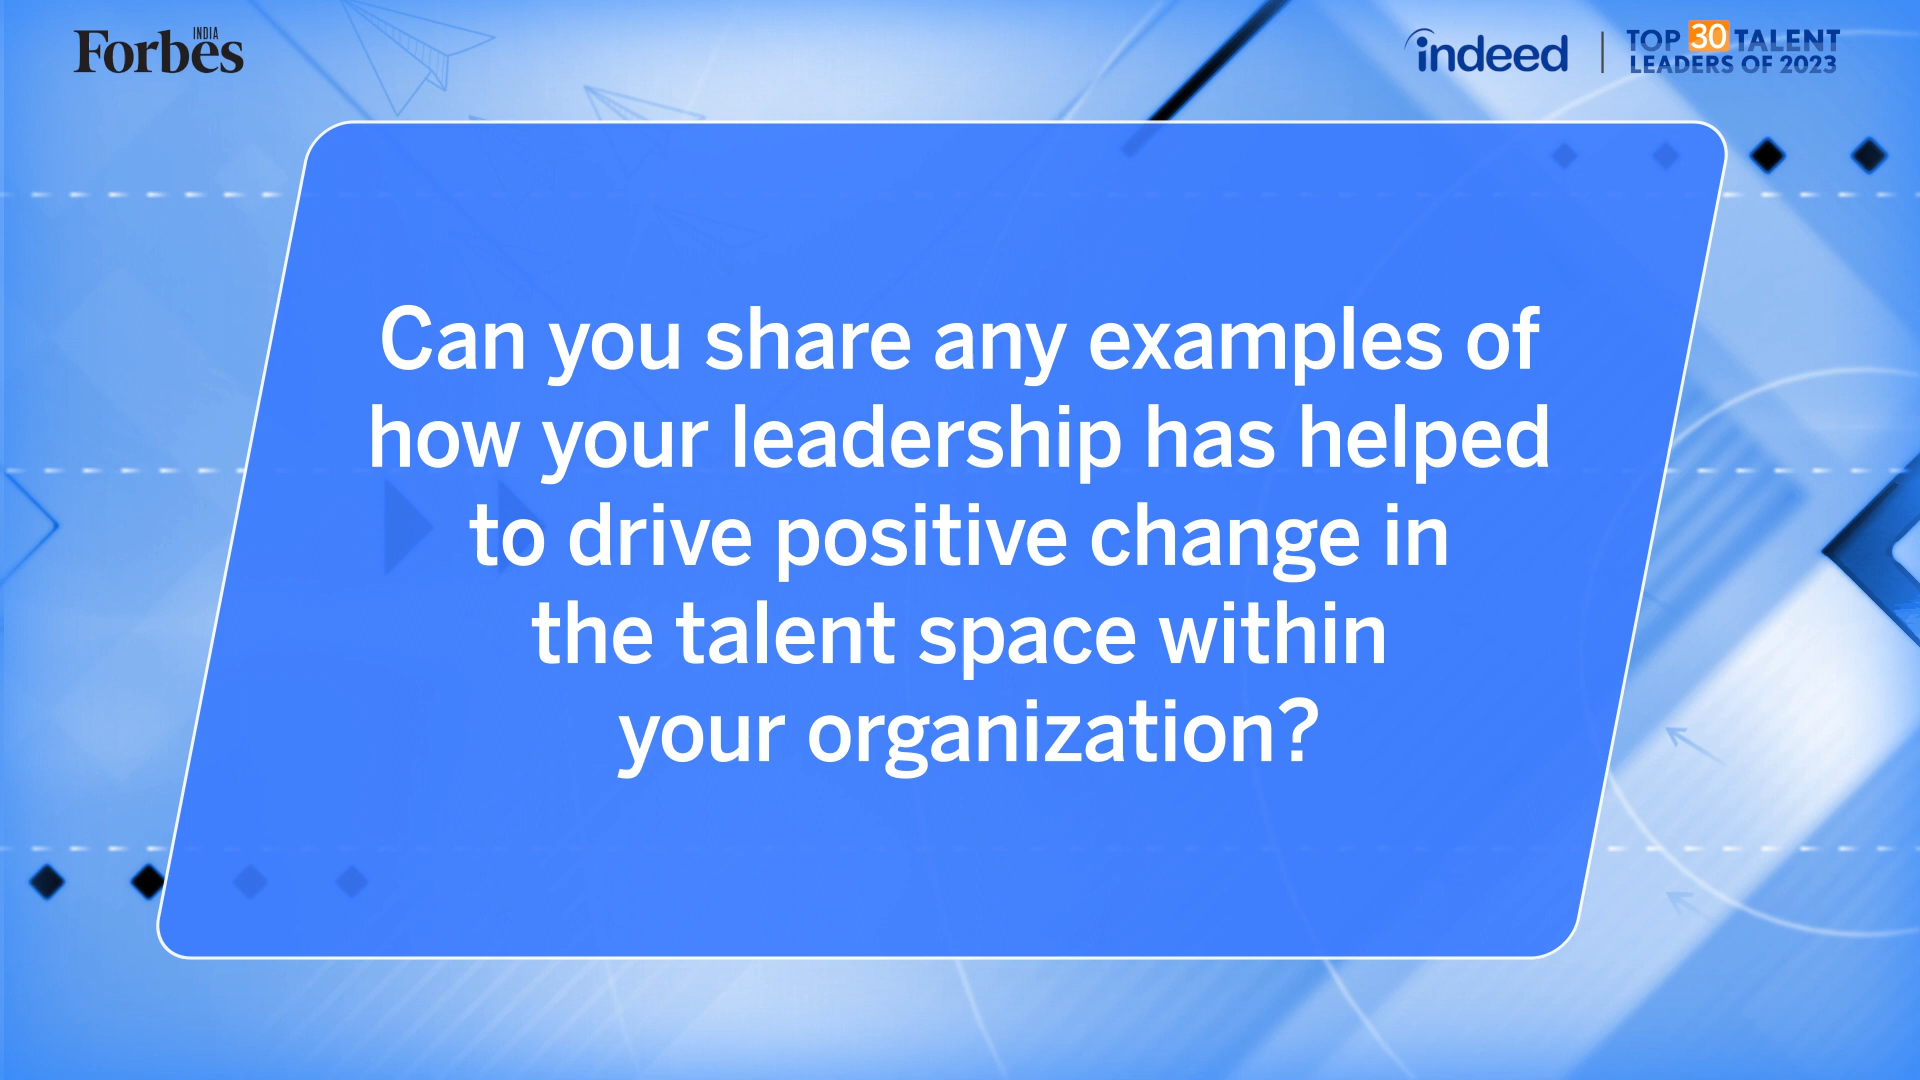 Forbes
INDIA
indeed
TOP 30 TALENT
LEADERS OF 2023
Can you share any examples of
how your leadership has helped
to drive positive change in
the talent space within
your organization?